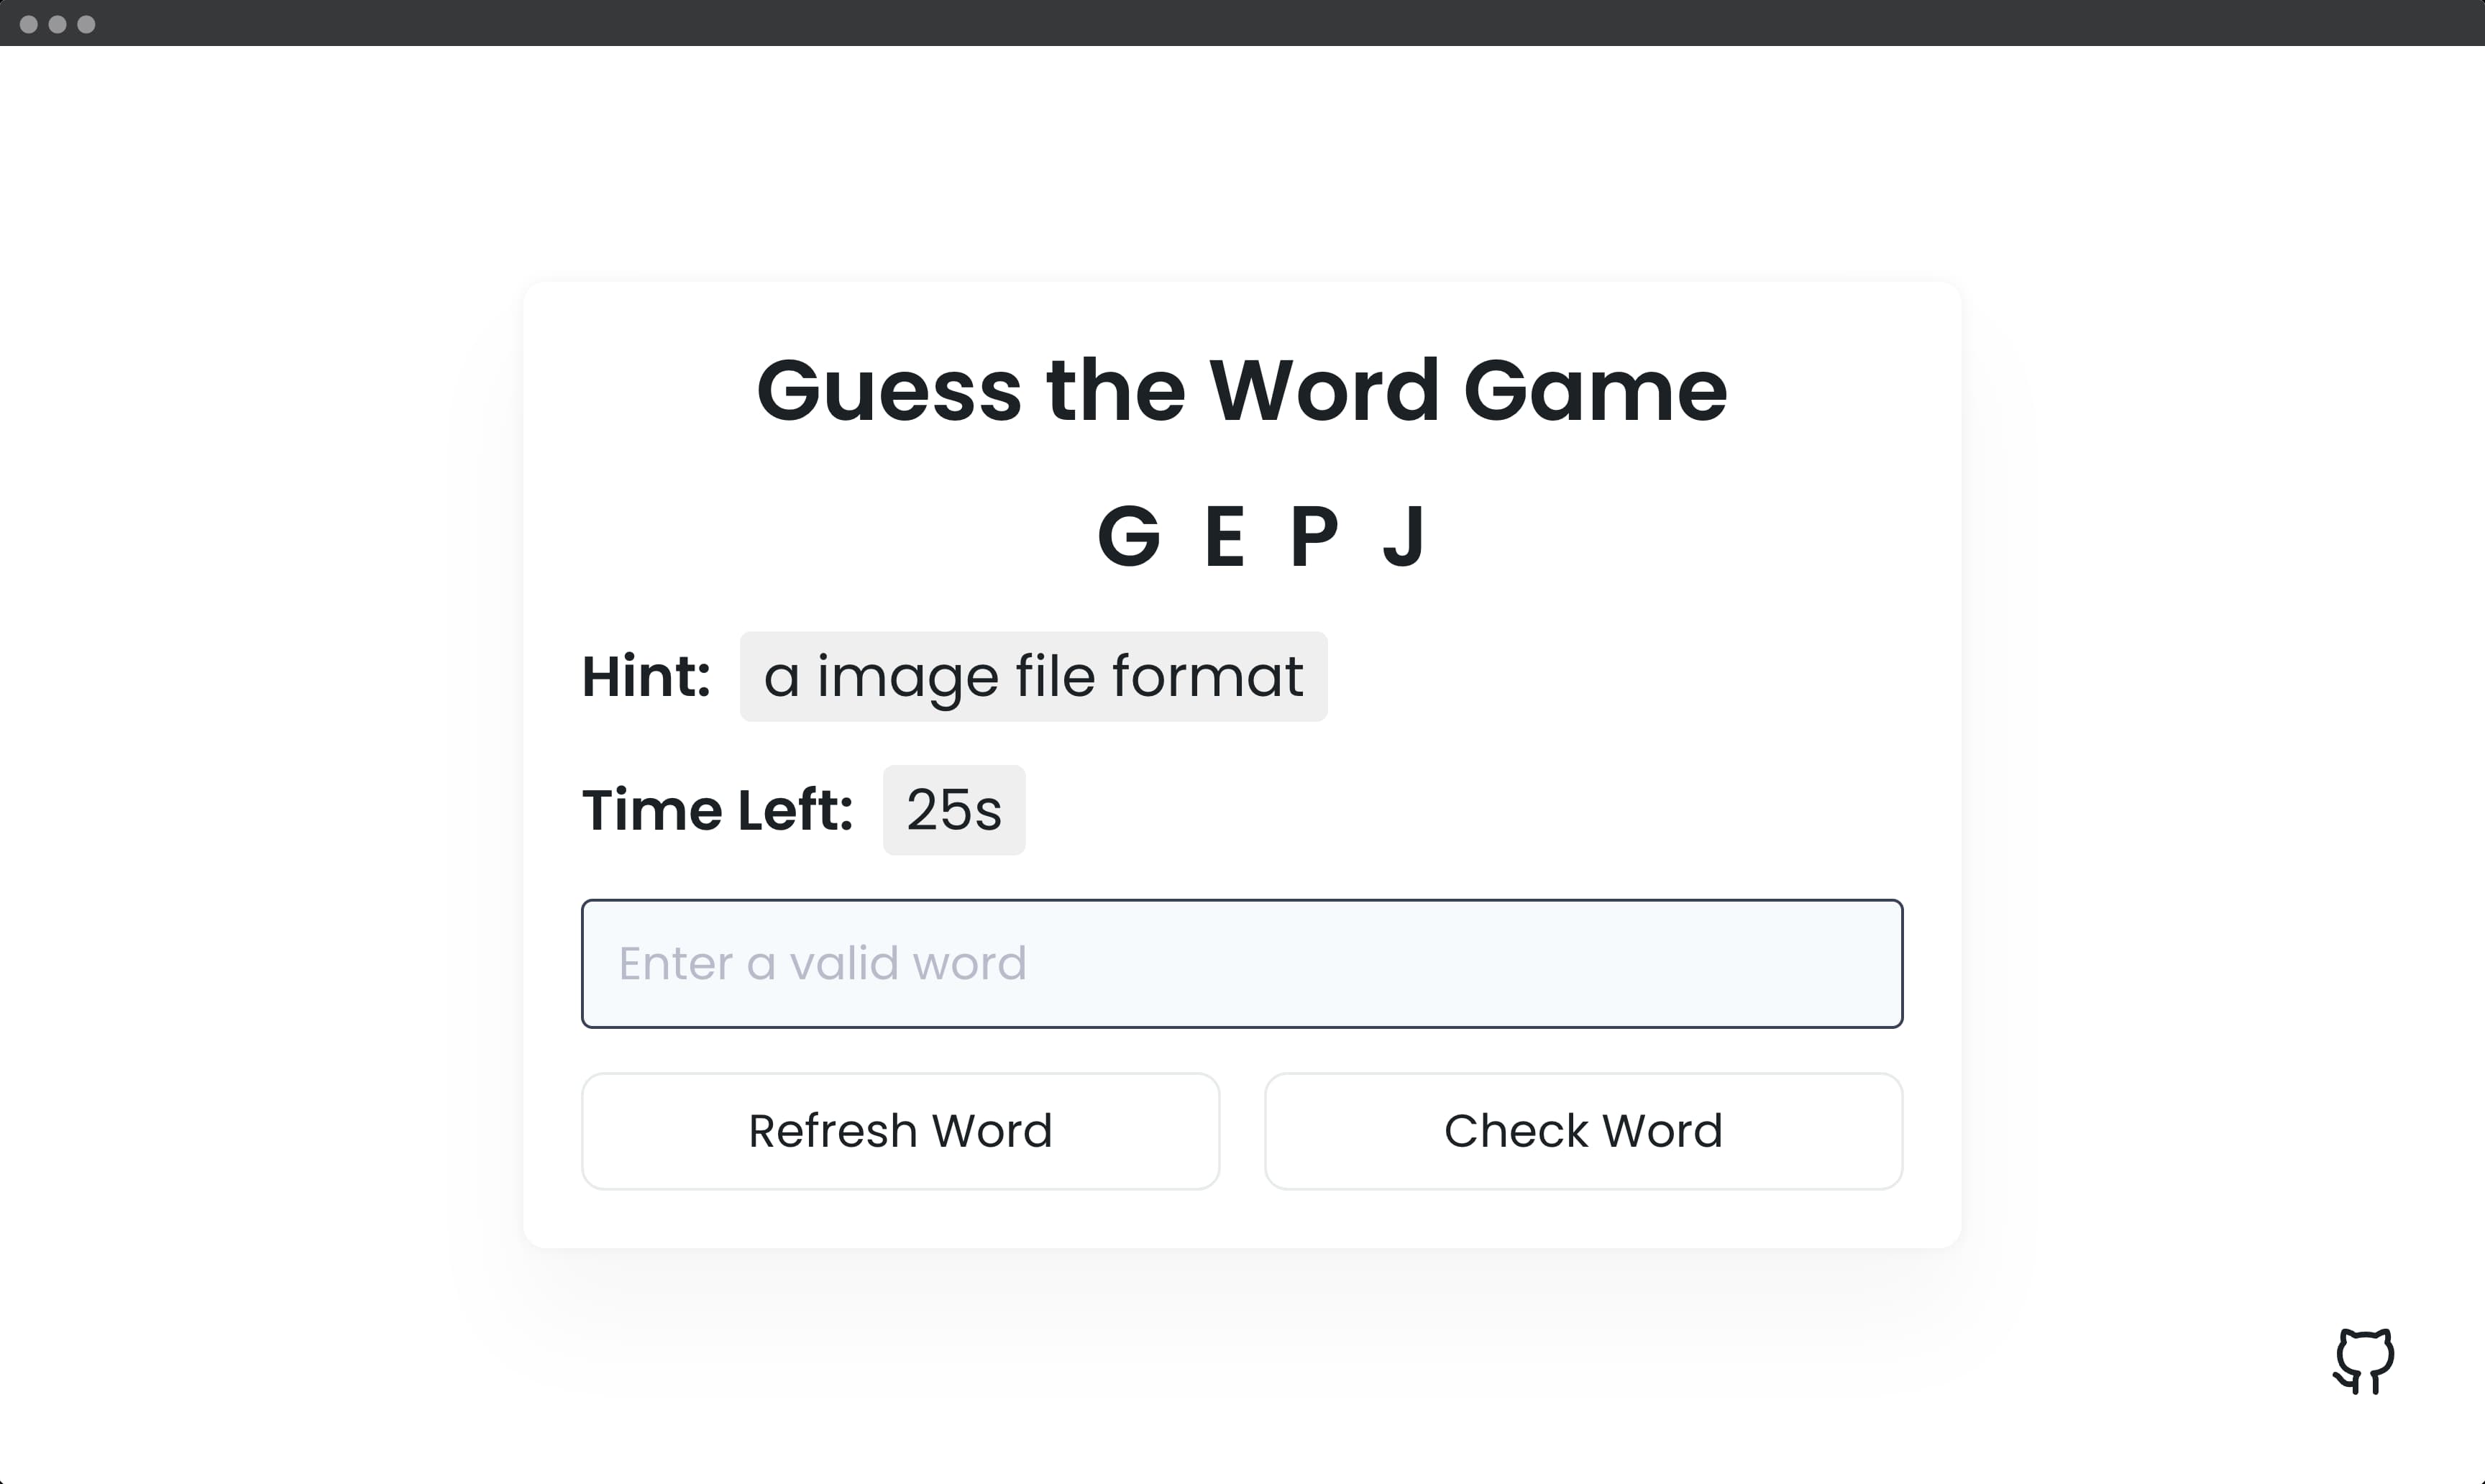 Guess the Word Game
G E P J
Hint: a image file format
Time Left: 25s
Enter a valid word
Refresh Word Check Word